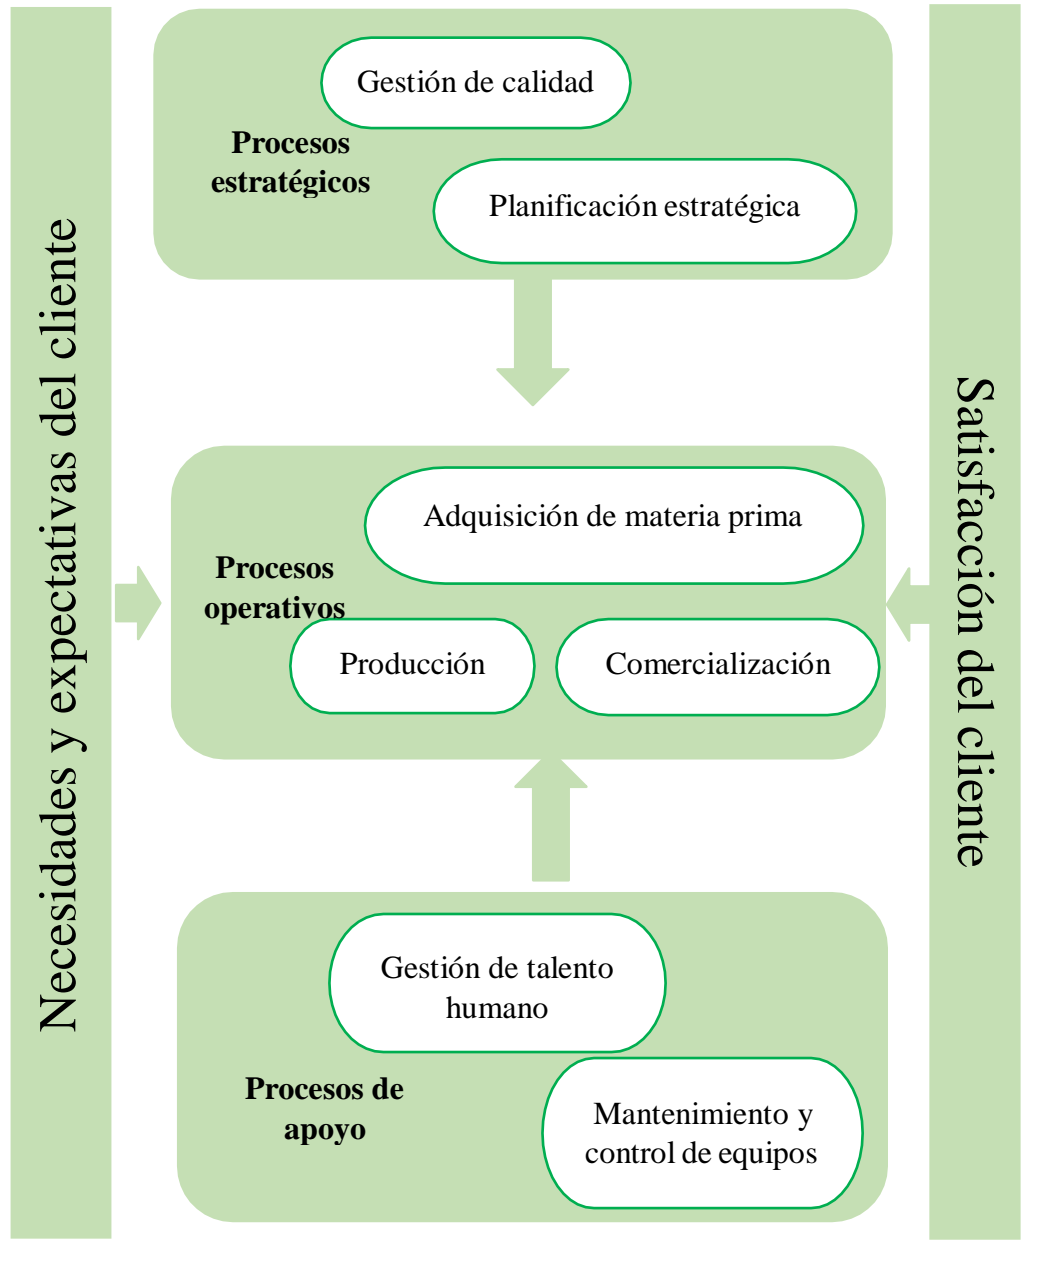 Necesidades y expectativas del cliente
Gestión de calidad
Procesos
estratégicos
Planificación estratégica
Adquisición de materia prima
Procesos
operativos
Producción
Comercialización
Gestión de talento
humano
Procesos de
apoyo
Mantenimiento y
control de equipos
Satisfacción del cliente